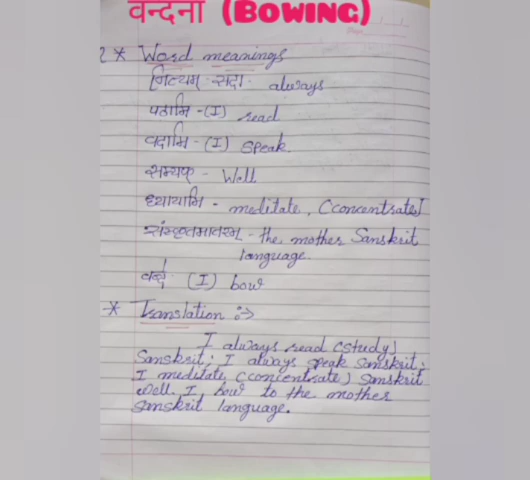 वन्दना (BOWING)
2 * Word meanings
नित्यम् - सदा - always
पठामि - (I) read
वदामि - (I) speak.
सम्यक् - Well
ध्यायामि - meditate, (concentrate)
संस्कृतमातरम् - the mother Sanskrit
language.
वन्दे (I) bow
* Translation :->
I always read (study)
Sanskrit; I always speak Sanskrit;
I meditate (concentrate) Sanskrit
well. I bow to the mother
Sanskrit language.